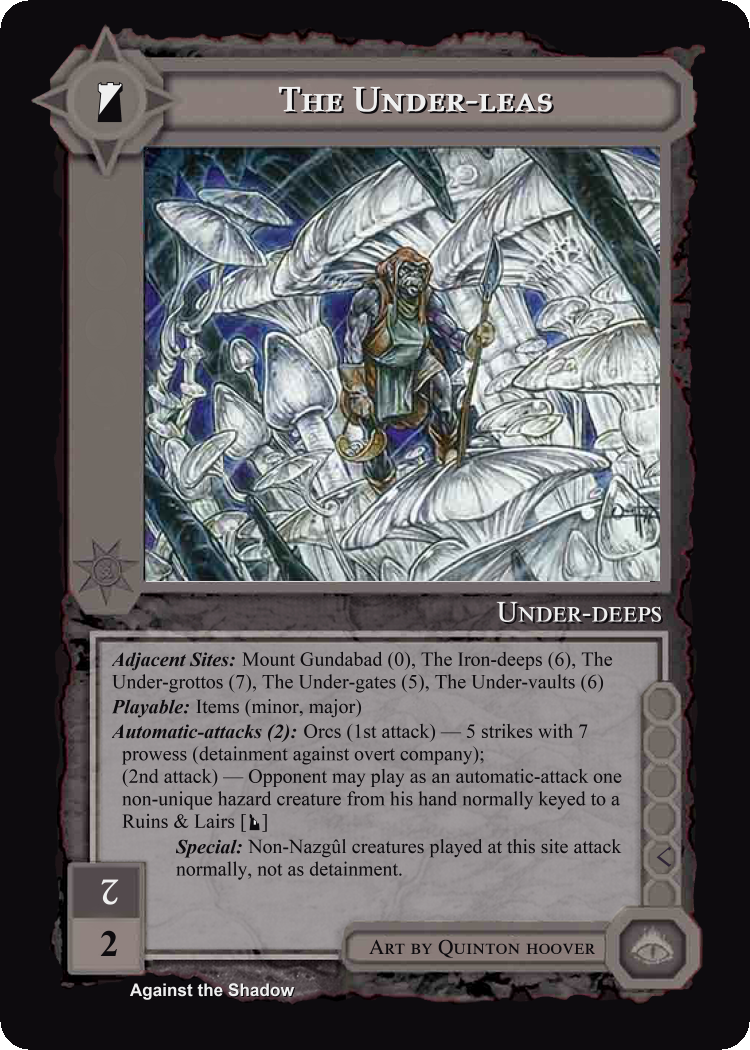 The Under-leas
Under-deeps
Adjacent Sites: Mount Gundabad (0), The Iron-deeps (6), The
Under-grottos (7), The Under-gates (5), The Under-vaults (6)
Playable: Items (minor, major)
Automatic-attacks (2): Orcs (1st attack) — 5 strikes with 7
prowess (detainment against overt company);
(2nd attack) — Opponent may play as an automatic-attack one
non-unique hazard creature from his hand normally keyed to a
Ruins & Lairs [ ]
Special: Non-Nazgûl creatures played at this site attack
normally, not as detainment.
2
2
Art by Quinton Hoover
Against the Shadow